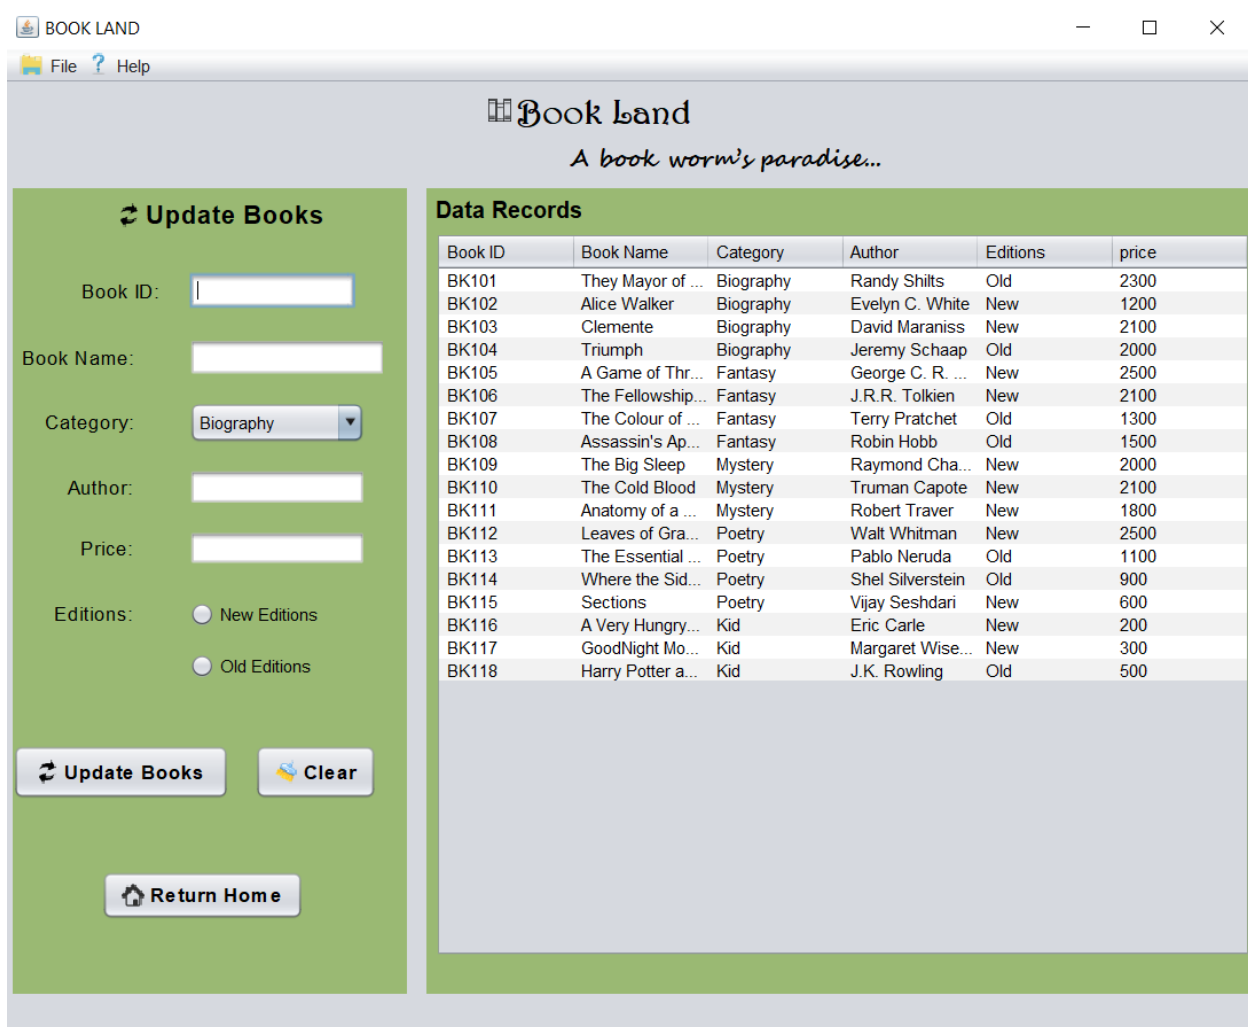 BOOK LAND
File Help
Book Land
A book worm's paradise...
Update Books
Book ID:
Book Name:
Category: Biography
Author:
Price:
Editions: New Editions
Old Editions
Update Books Clear
Return Home
Data Records
Book ID Book Name Category Author Editions price
BK101 They Mayor of ... Biography Randy Shilts Old 2300
BK102 Alice Walker Biography Evelyn C. White New 1200
BK103 Clemente Biography David Maraniss New 2100
BK104 Triumph Biography Jeremy Schaap Old 2000
BK105 A Game of Thr... Fantasy George C. R. ... New 2500
BK106 The Fellowship... Fantasy J.R.R. Tolkien New 2100
BK107 The Colour of ... Fantasy Terry Pratchet Old 1300
BK108 Assassin's Ap... Fantasy Robin Hobb Old 1500
BK109 The Big Sleep Mystery Raymond Cha... New 2000
BK110 The Cold Blood Mystery Truman Capote New 2100
BK111 Anatomy of a ... Mystery Robert Traver New 1800
BK112 Leaves of Gra... Poetry Walt Whitman New 2500
BK113 The Essential ... Poetry Pablo Neruda Old 1100
BK114 Where the Sid... Poetry Shel Silverstein Old 900
BK115 Sections Poetry Vijay Seshdari New 600
BK116 A Very Hungry... Kid Eric Carle New 200
BK117 GoodNight Mo... Kid Margaret Wise... New 300
BK118 Harry Potter a... Kid J.K. Rowling Old 500